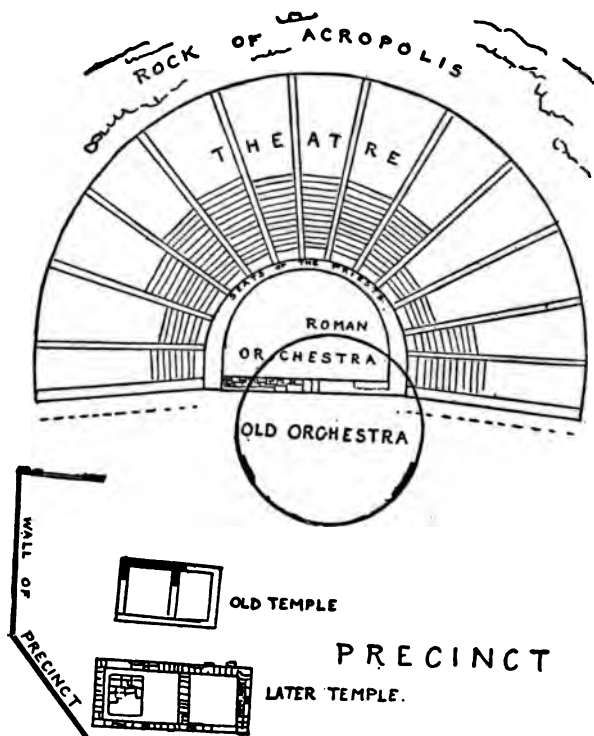 ROCK OF ACROPOLIS
THEATRE
SEATS OF THE PRIESTS.
ROMAN
ORCHESTRA
OLD ORCHESTRA
WALL OF
PRECINCT
OLD TEMPLE
PRECINCT
LATER TEMPLE.